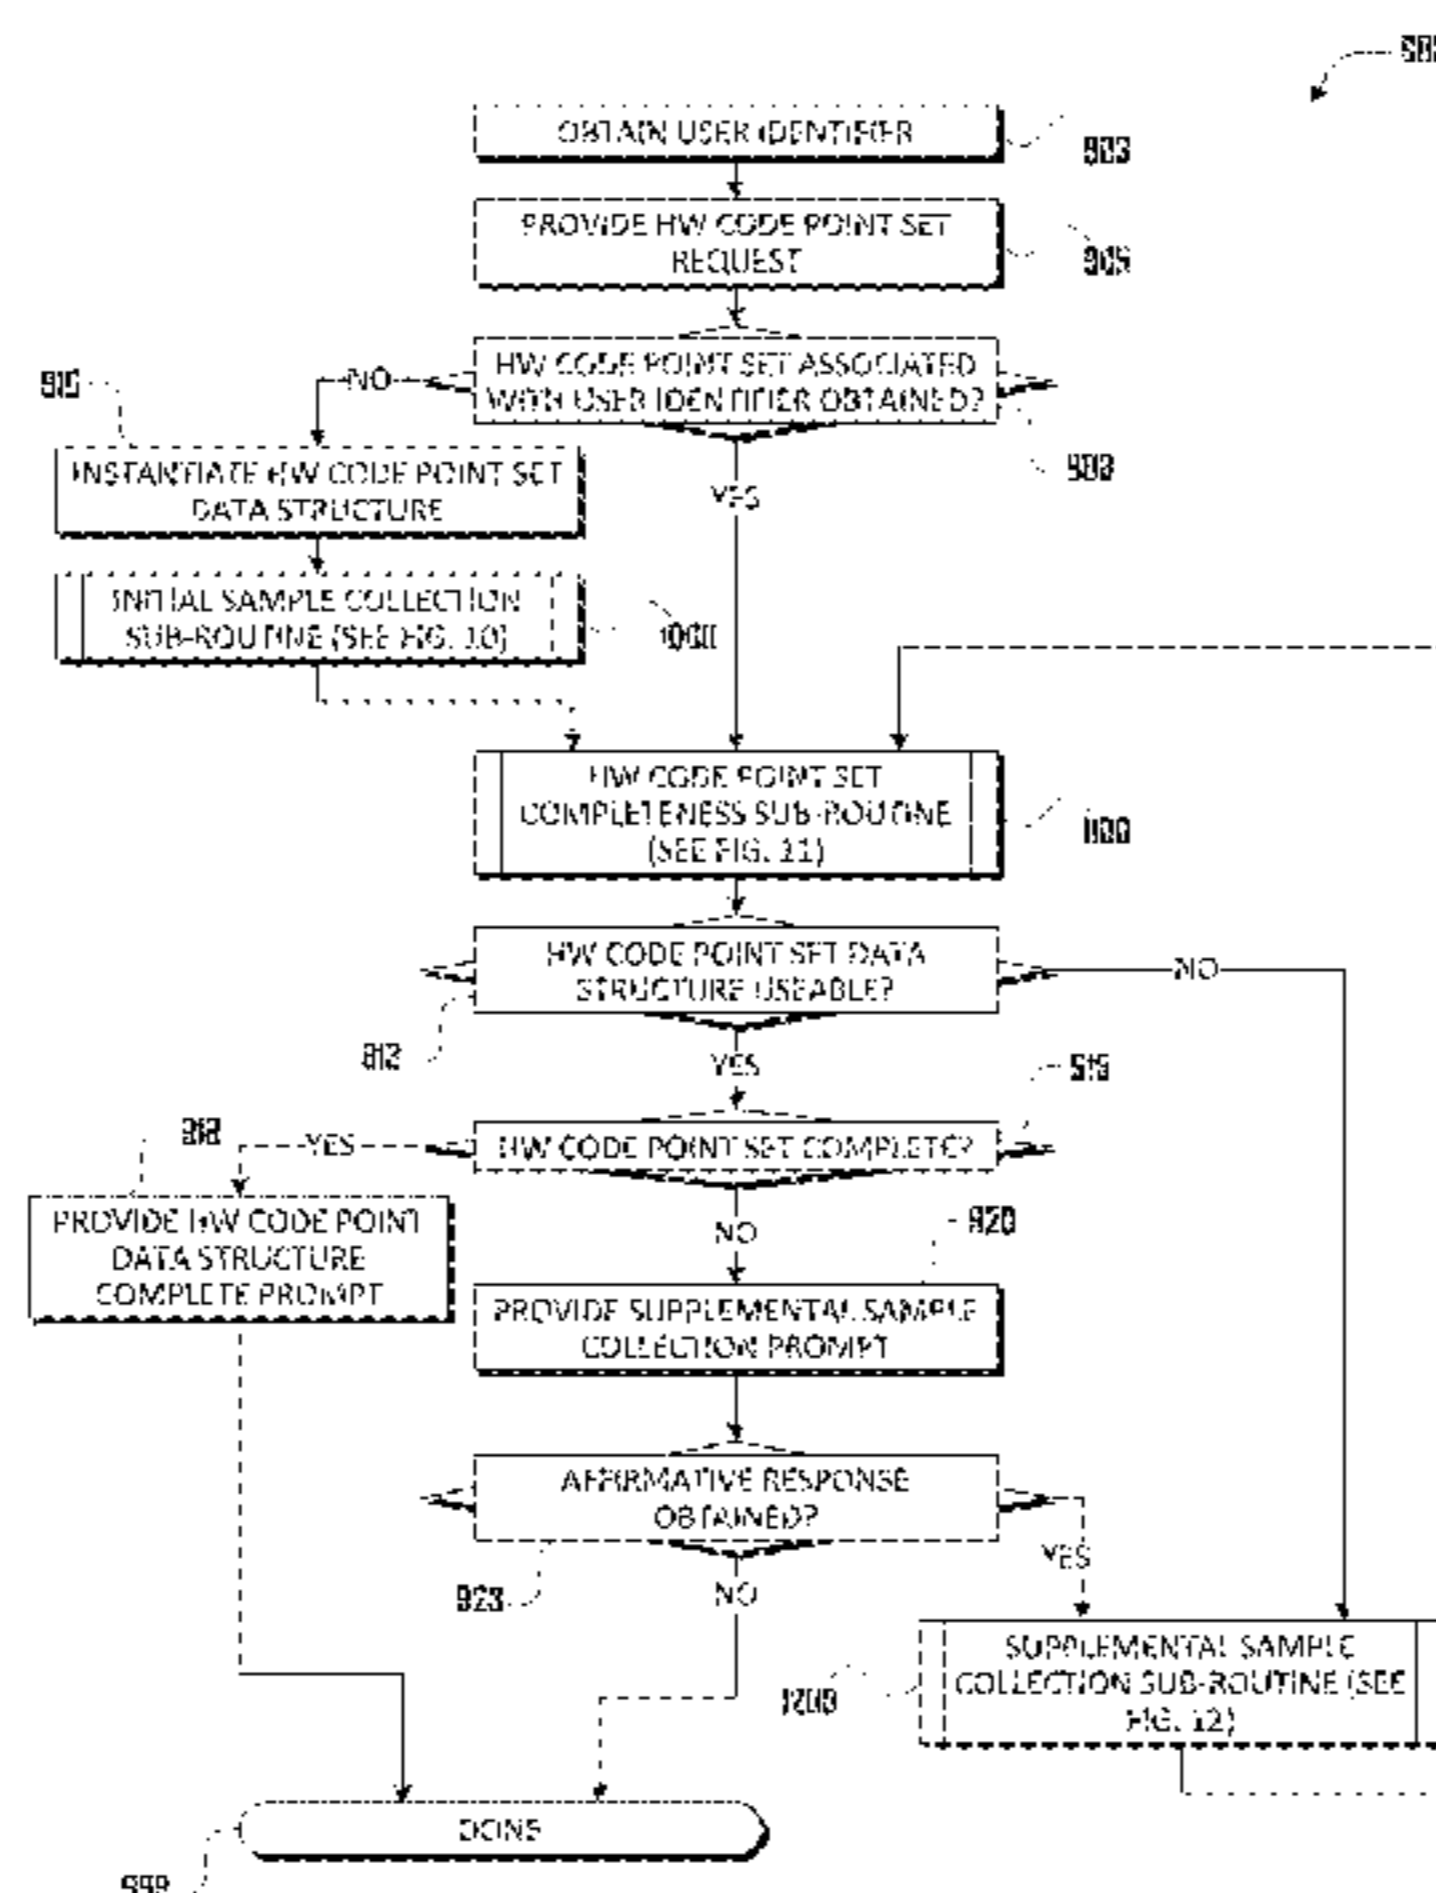 OBTAIN USER IDENTIFIER
903
PROVIDE HW CODE POINT SET
REQUEST
905
HW CODE POINT SET ASSOCIATED
WITH USER IDENTIFIER OBTAINED?
NO
YES
INSTANTIATE HW CODE POINT SET
DATA STRUCTURE
INITIAL SAMPLE COLLECTION
SUB-ROUTINE (SEE FIG. 10)
HW CODE POINT SET
COMPLETENESS SUB-ROUTINE
(SEE FIG. 11)
HW CODE POINT SET DATA
STRUCTURE USEABLE?
NO
YES
HW CODE POINT SET COMPLETE?
YES
NO
920
PROVIDE HW CODE POINT
DATA STRUCTURE
COMPLETE PROMPT
PROVIDE SUPPLEMENTAL SAMPLE
COLLECTION PROMPT
AFFIRMATIVE RESPONSE
OBTAINED?
YES
NO
923
SUPPLEMENTAL SAMPLE
COLLECTION SUB-ROUTINE (SEE
FIG. 12)
1200
DONE